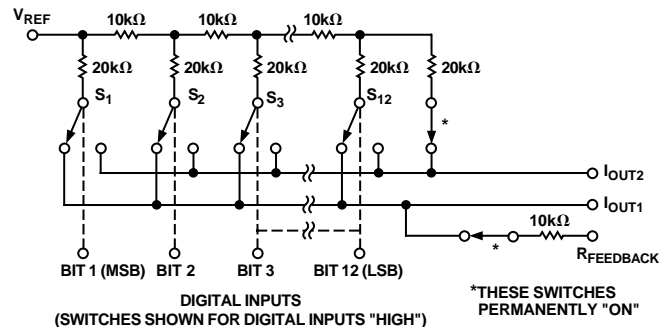 10kΩ 10kΩ 10kΩ
VREF
20kΩ 20kΩ 20kΩ 20kΩ 20kΩ
S1 S2 S3 S12
*
IOUT2
IOUT1
10kΩ
*
RFEEDBACK
BIT 1 (MSB) BIT 2 BIT 3 BIT 12 (LSB)
DIGITAL INPUTS
(SWITCHES SHOWN FOR DIGITAL INPUTS "HIGH")
*THESE SWITCHES
PERMANENTLY "ON"